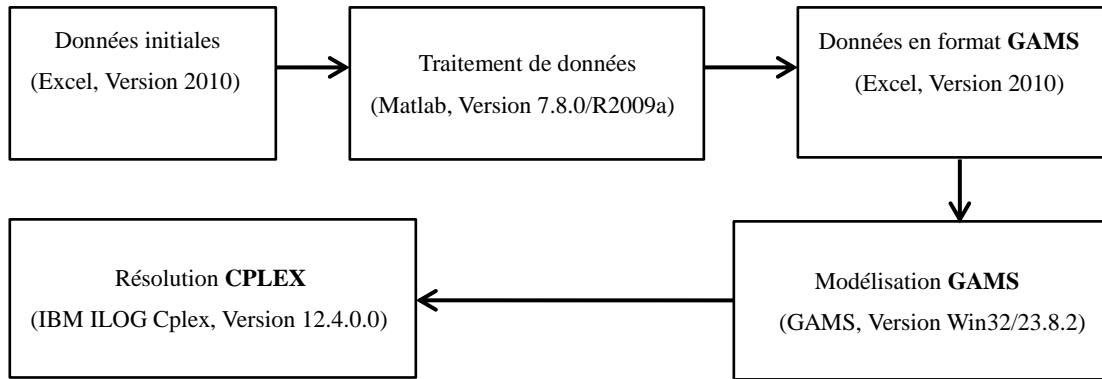 Données initiales
(Excel, Version 2010)
Traitement de données
(Matlab, Version 7.8.0/R2009a)
Données en format GAMS
(Excel, Version 2010)
Modélisation GAMS
(GAMS, Version Win32/23.8.2)
Résolution CPLEX
(IBM ILOG Cplex, Version 12.4.0.0)